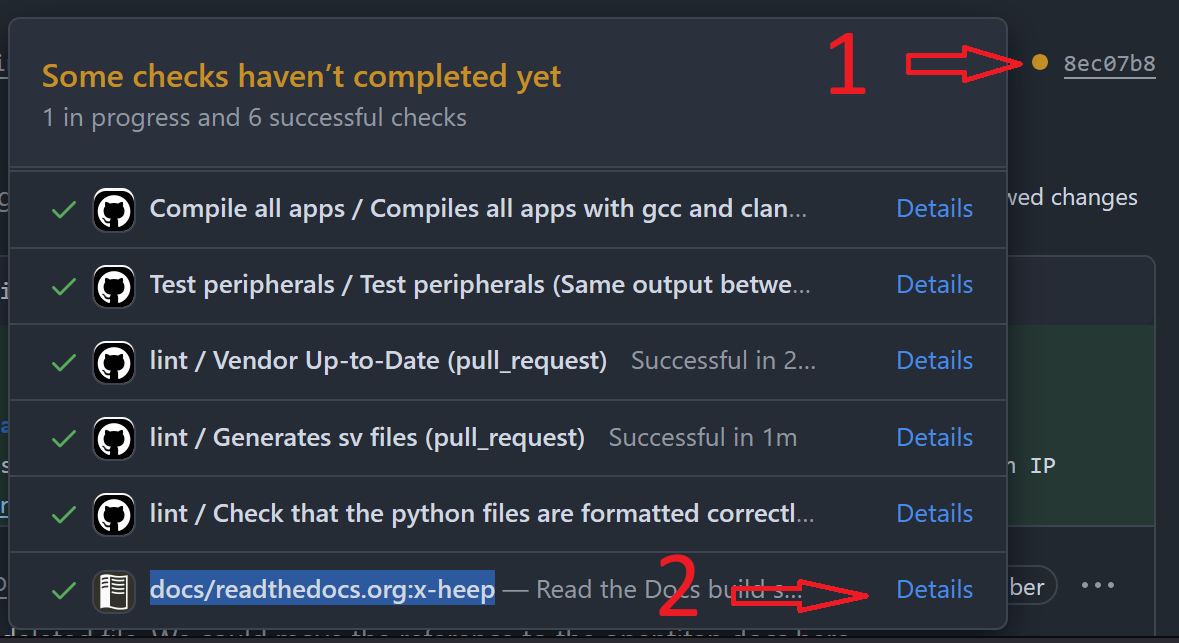 1
8ec07b8
Some checks haven't completed yet
1 in progress and 6 successful checks
wed changes
Compile all apps / Compiles all apps with gcc and clan... Details
Test peripherals / Test peripherals (Same output betwe... Details
lint / Vendor Up-to-Date (pull_request) Successful in 2... Details
lint / Generates sv files (pull_request) Successful in 1m Details
IP
lint / Check that the python files are formatted correctl... Details
2
docs/readthedocs.org:x-heep — Read the Docs build s... Details
ber